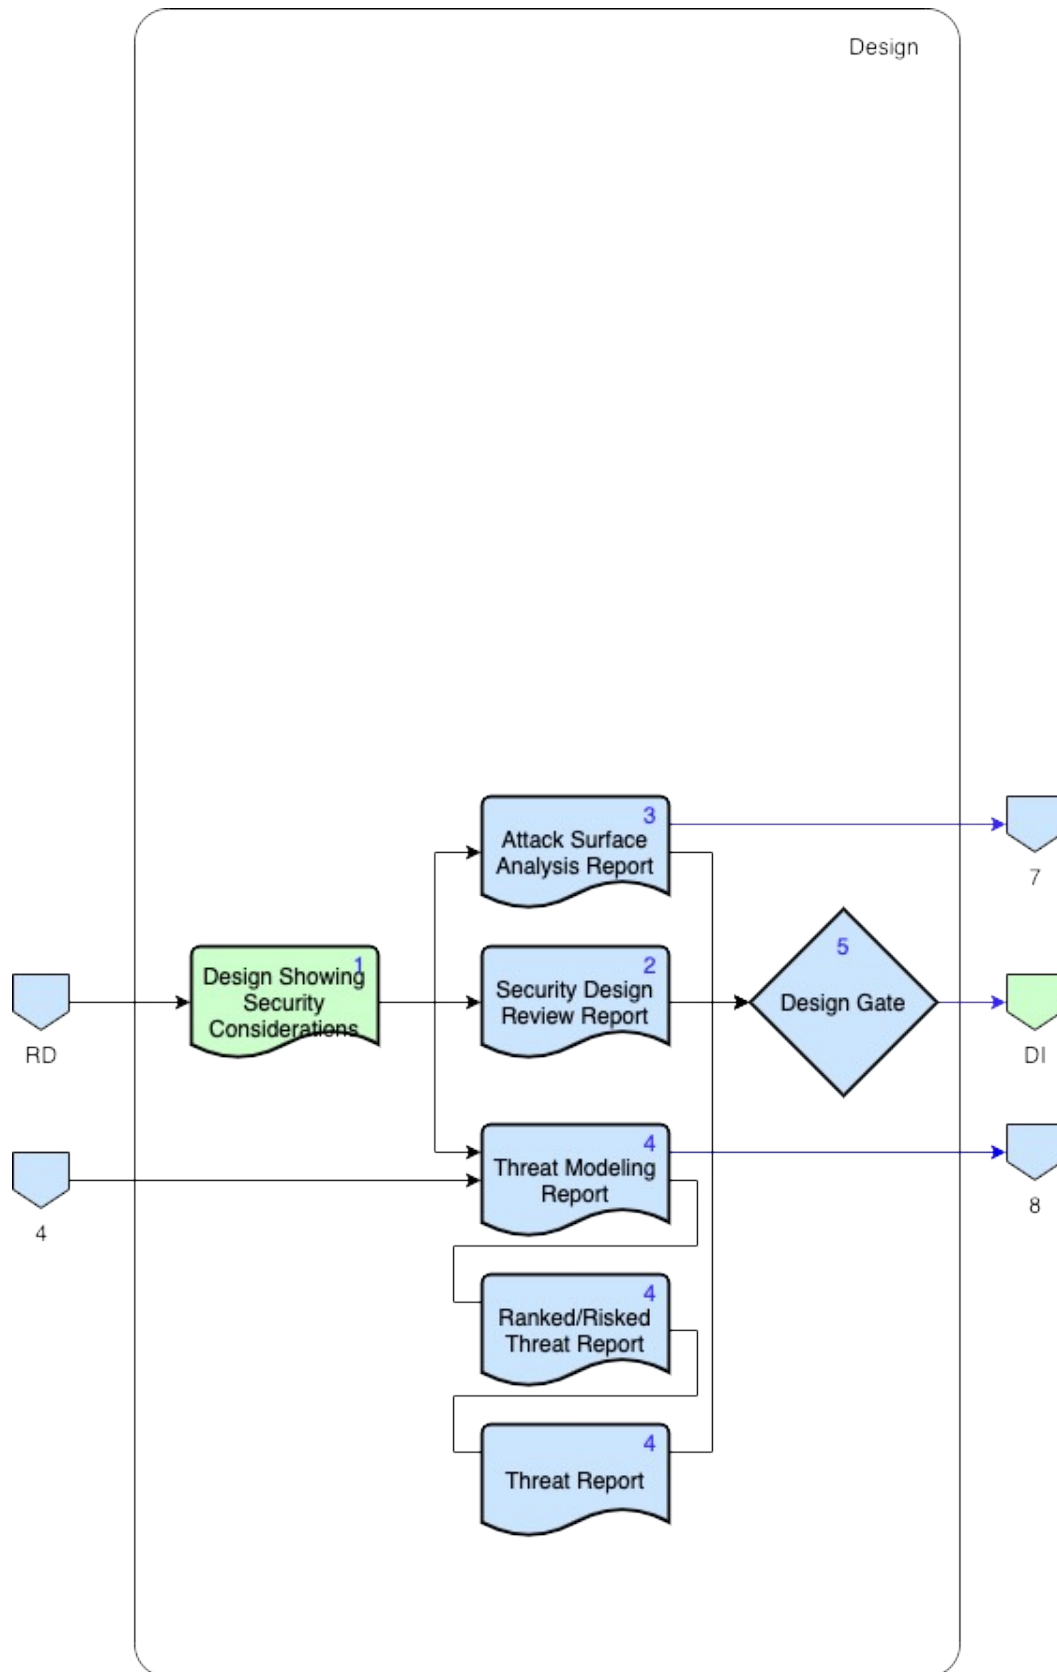 Design
3
Attack Surface
Analysis Report
7
1
Design Showing
Security
Considerations
2
Security Design
Review Report
5
Design Gate
RD
DI
4
Threat Modeling
Report
4
8
4
Ranked/Risked
Threat Report
4
Threat Report